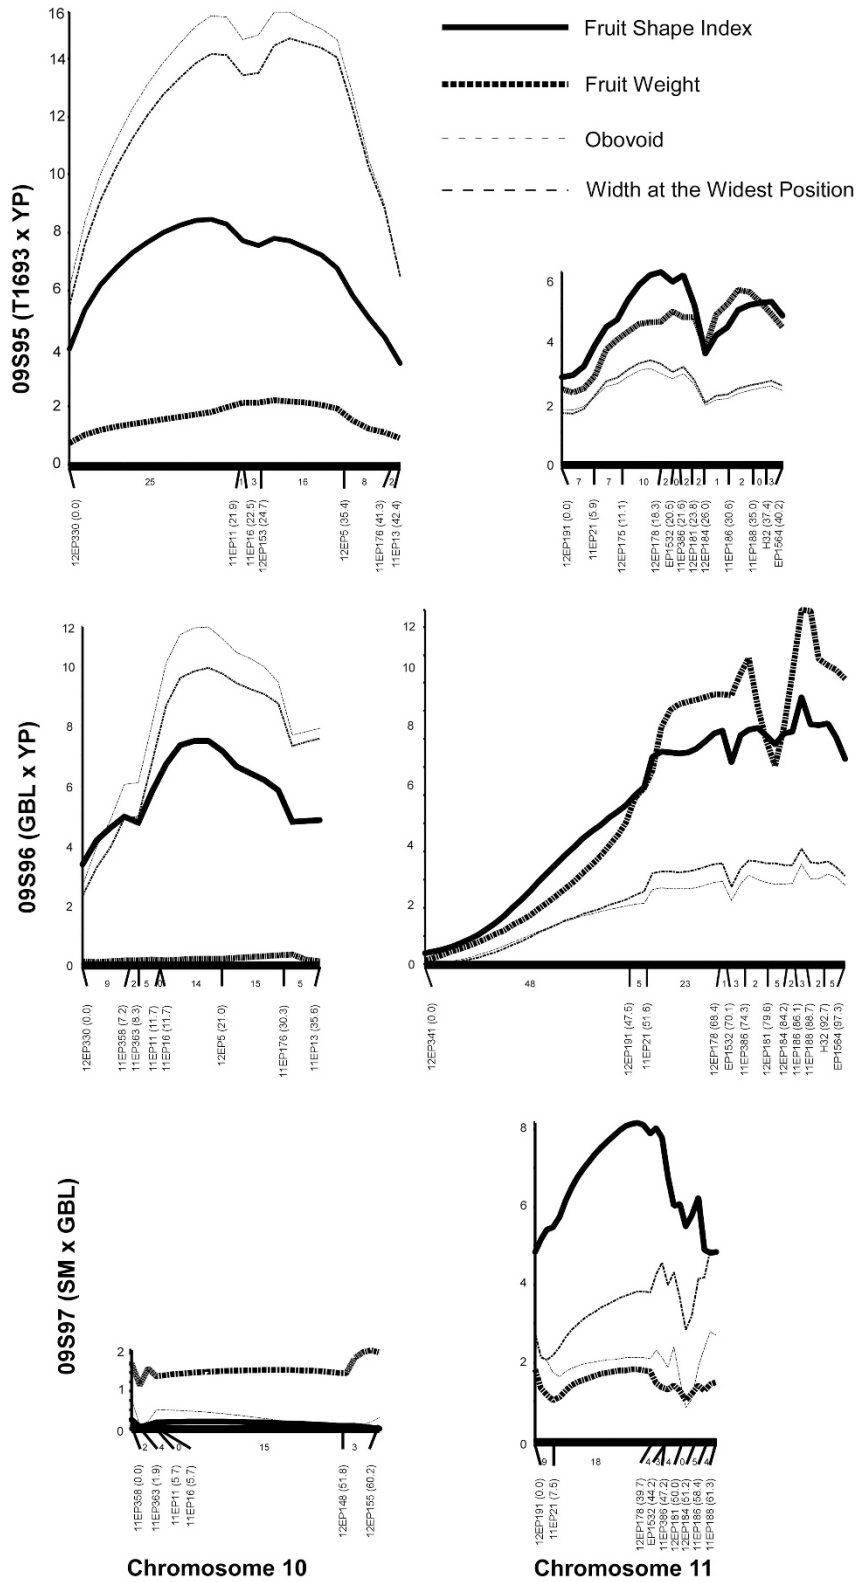 Fruit Shape Index
Fruit Weight
Obovoid
Width at the Widest Position
09S95 (T1693 x YP)
16
14
12
10
8
6
4
2
0
25
1
3
16
8
2
12EP330 (0.0)
11EP11 (21.9)
11EP16 (22.5)
12EP153 (24.7)
12EP5 (35.4)
11EP176 (41.3)
11EP13 (42.4)
6
4
2
0
7
7
10
2
0
2
2
1
2
0
3
12EP191 (0.0)
11EP21 (5.9)
12EP175 (11.1)
12EP178 (18.3)
EP1532 (20.5)
11EP386 (21.6)
12EP181 (23.8)
12EP184 (26.0)
11EP186 (30.6)
11EP188 (35.0)
H32 (37.4)
EP1564 (40.2)
09S96 (GBL x YP)
12
10
8
6
4
2
0
9
2
5
0
14
15
5
12EP330 (0.0)
11EP358 (7.2)
11EP363 (8.3)
11EP11 (11.7)
11EP16 (11.7)
12EP5 (21.0)
11EP176 (30.3)
11EP13 (35.6)
12
10
8
6
4
2
0
48
5
23
1
3
2
5
2
3
2
5
12EP341 (0.0)
12EP191 (47.5)
11EP21 (51.6)
12EP178 (68.4)
EP1532 (70.1)
11EP386 (74.3)
12EP181 (79.6)
12EP184 (84.2)
11EP186 (86.1)
11EP188 (88.7)
H32 (92.7)
EP1564 (97.3)
09S97 (SM x GBL)
2
1
0
2
4
0
15
3
11EP358 (0.0)
11EP363 (1.9)
11EP11 (5.7)
11EP16 (5.7)
12EP148 (51.8)
12EP155 (60.2)
8
6
4
2
0
9
18
4
3
4
0
5
4
12EP191 (0.0)
11EP21 (7.5)
12EP178 (39.7)
EP1532 (44.2)
11EP386 (47.2)
12EP181 (50.0)
12EP184 (51.2)
11EP186 (58.4)
11EP188 (61.3)
Chromosome 10
Chromosome 11